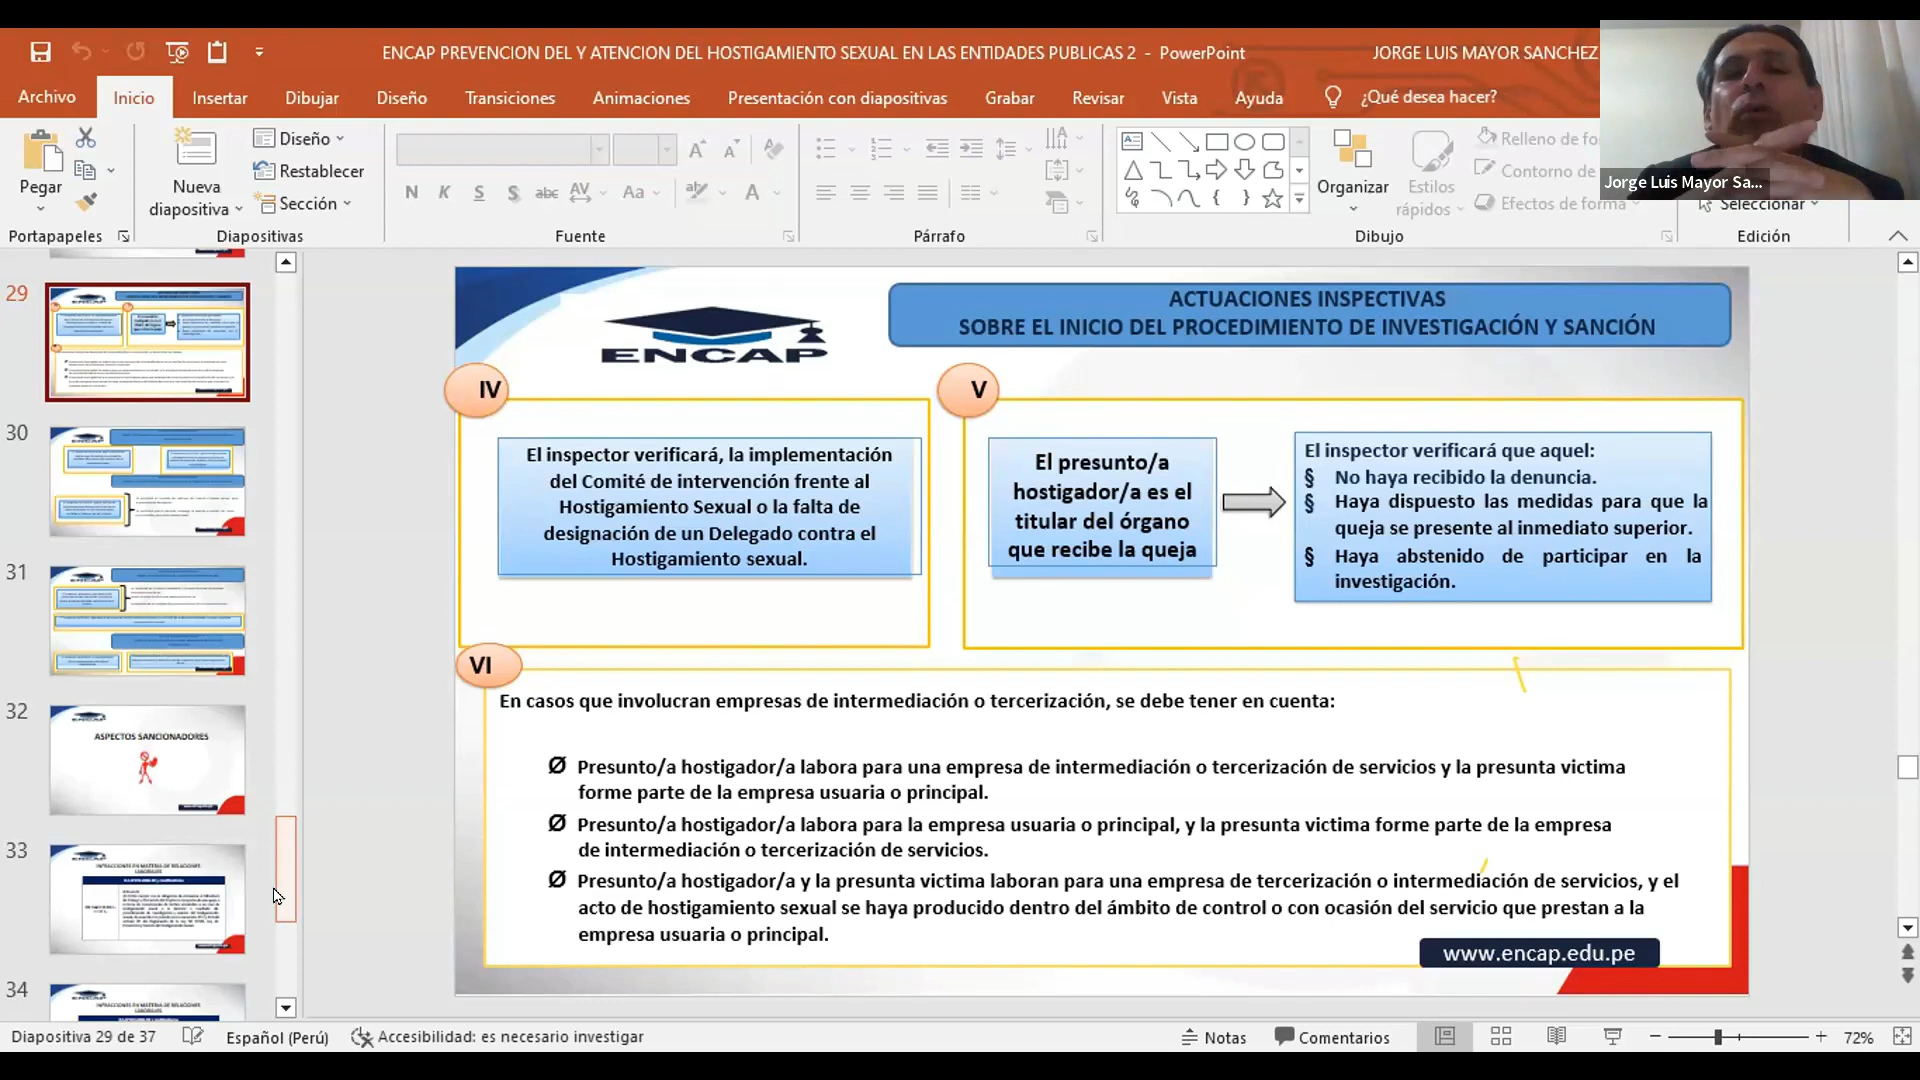 ENCAP PREVENCION DEL Y ATENCION DEL HOSTIGAMIENTO SEXUAL EN LAS ENTIDADES PUBLICAS 2 - PowerPoint
JORGE LUIS MAYOR SANCHEZ
Archivo
Inicio
Insertar
Dibujar
Diseño
Transiciones
Animaciones
Presentación con diapositivas
Grabar
Revisar
Vista
Ayuda
¿Qué desea hacer?
Pegar
Nueva
diapositiva
Diseño
Restablecer
Sección
N K S S abc AV Aa A
Organizar
Estilos
rápidos
Relleno de fo
Contorno de
Efectos de forma
Jorge Luis Mayor Sa...
Seleccionar
Portapapeles
Diapositivas
Fuente
Párrafo
Dibujo
Edición
29
30
31
32
ASPECTOS SANCIONADORES
33
34
ENCAP
ACTUACIONES INSPECTIVAS
SOBRE EL INICIO DEL PROCEDIMIENTO DE INVESTIGACIÓN Y SANCIÓN
IV
El inspector verificará, la implementación
del Comité de intervención frente al
Hostigamiento Sexual o la falta de
designación de un Delegado contra el
Hostigamiento sexual.
V
El presunto/a
hostigador/a es el
titular del órgano
que recibe la queja
El inspector verificará que aquel:
§ No haya recibido la denuncia.
§ Haya dispuesto las medidas para que la
queja se presente al inmediato superior.
§ Haya abstenido de participar en la
investigación.
VI
En casos que involucran empresas de intermediación o tercerización, se debe tener en cuenta:
Ø Presunto/a hostigador/a labora para una empresa de intermediación o tercerización de servicios y la presunta victima
forme parte de la empresa usuaria o principal.
Ø Presunto/a hostigador/a labora para la empresa usuaria o principal, y la presunta victima forme parte de la empresa
de intermediación o tercerización de servicios.
Ø Presunto/a hostigador/a y la presunta victima laboran para una empresa de tercerización o intermediación de servicios, y el
acto de hostigamiento sexual se haya producido dentro del ámbito de control o con ocasión del servicio que prestan a la
empresa usuaria o principal.
www.encap.edu.pe
Diapositiva 29 de 37
Español (Perú)
Accesibilidad: es necesario investigar
Notas
Comentarios
72%